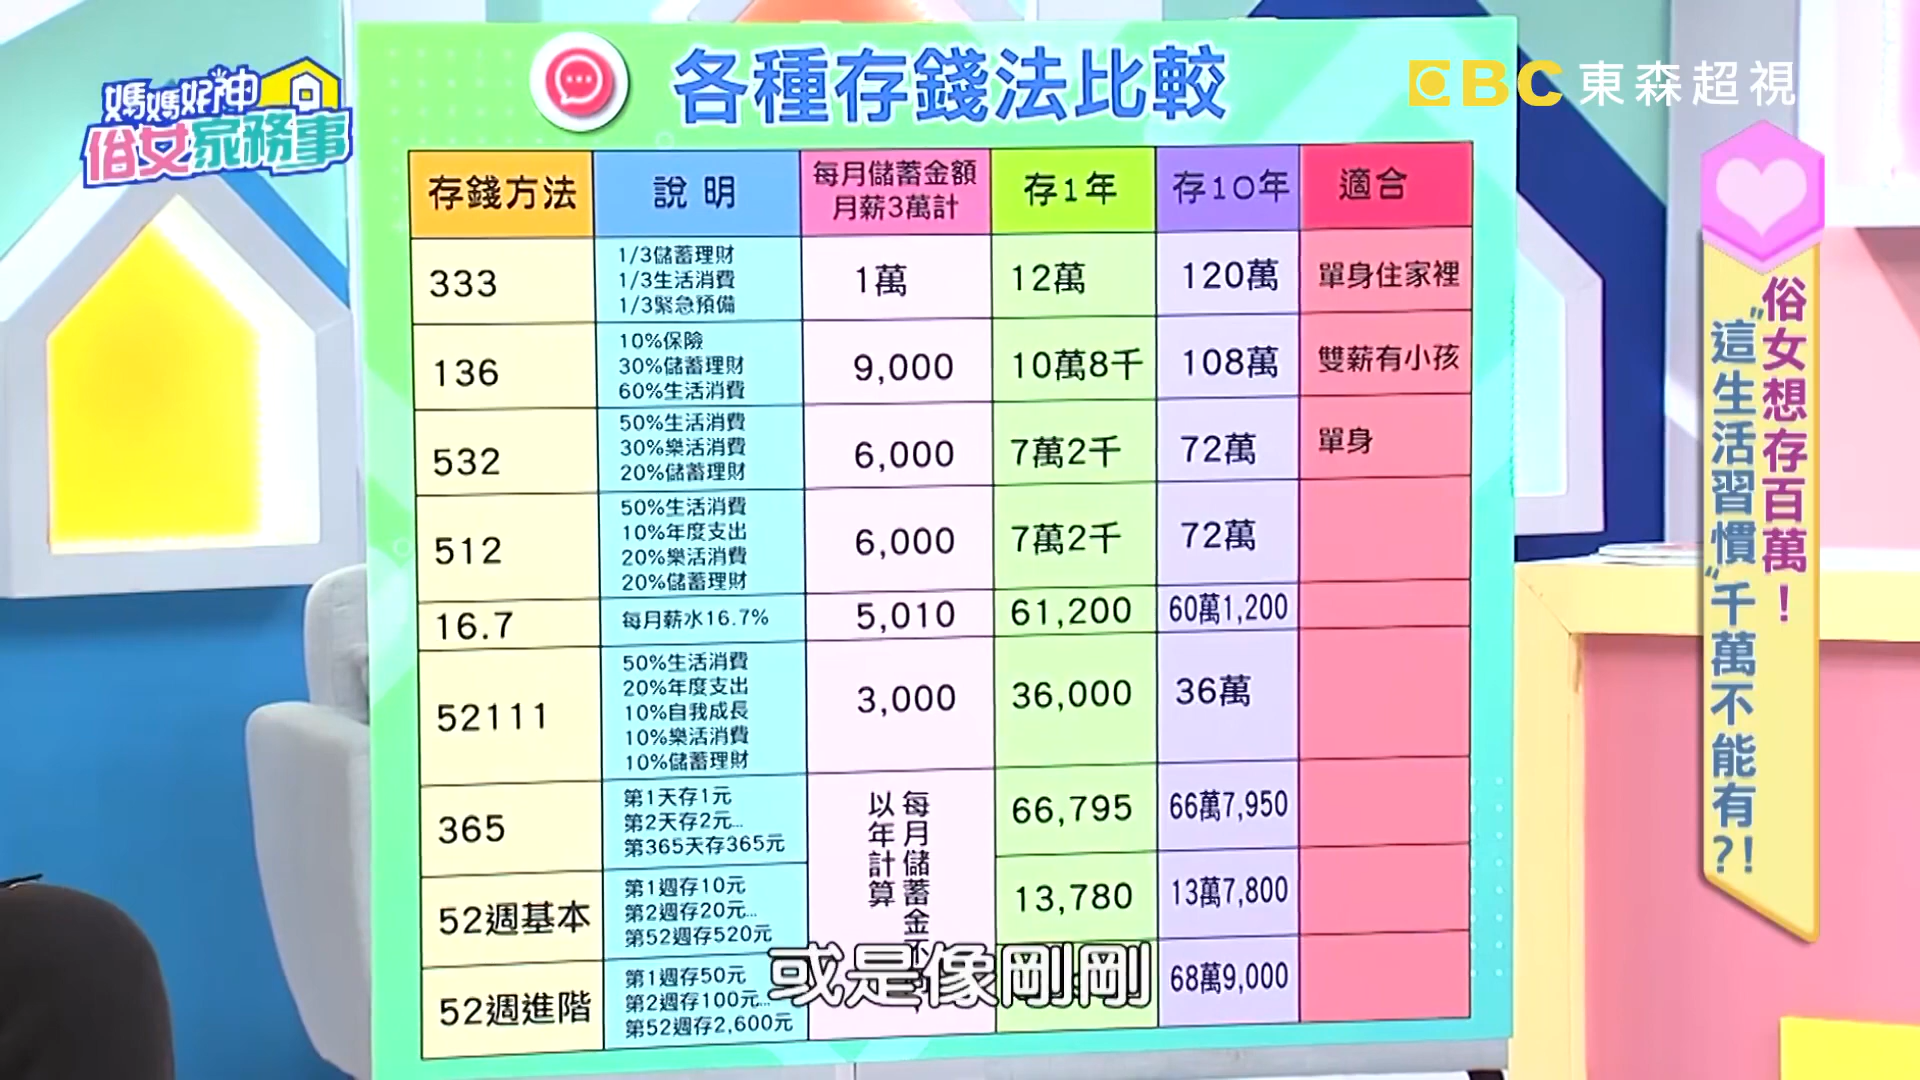 媽媽好神
俗女家務事
EBC 東森超視
各種存錢法比較
存錢方法 說明 每月儲蓄金額 月薪3萬計 存1年 存10年 適合
333
1/3儲蓄理財
1/3生活消費
1/3緊急預備
1萬 12萬 120萬 單身住家裡
136
10%保險
30%儲蓄理財
60%生活消費
9,000 10萬8千 108萬 雙薪有小孩
532
50%生活消費
30%樂活消費
20%儲蓄理財
6,000 7萬2千 72萬 單身
512
50%生活消費
10%年度支出
20%樂活消費
20%儲蓄理財
6,000 7萬2千 72萬
16.7 每月薪水16.7% 5,010 61,200 60萬1,200
52111
50%生活消費
20%年度支出
10%自我成長
10%樂活消費
10%儲蓄理財
3,000 36,000 36萬
365
第1天存1元
第2天存2元...
第365天存365元
66,795 66萬7,950
每月儲蓄金
以年計算
52週基本
第1週存10元
第2週存20元...
第52週存520元
13,780 13萬7,800
52週進階
第1週存50元
第2週存100元...
第52週存2,600元
68萬9,000
俗女想存百萬！
"這生活習慣"千萬不能有?!
或是像剛剛